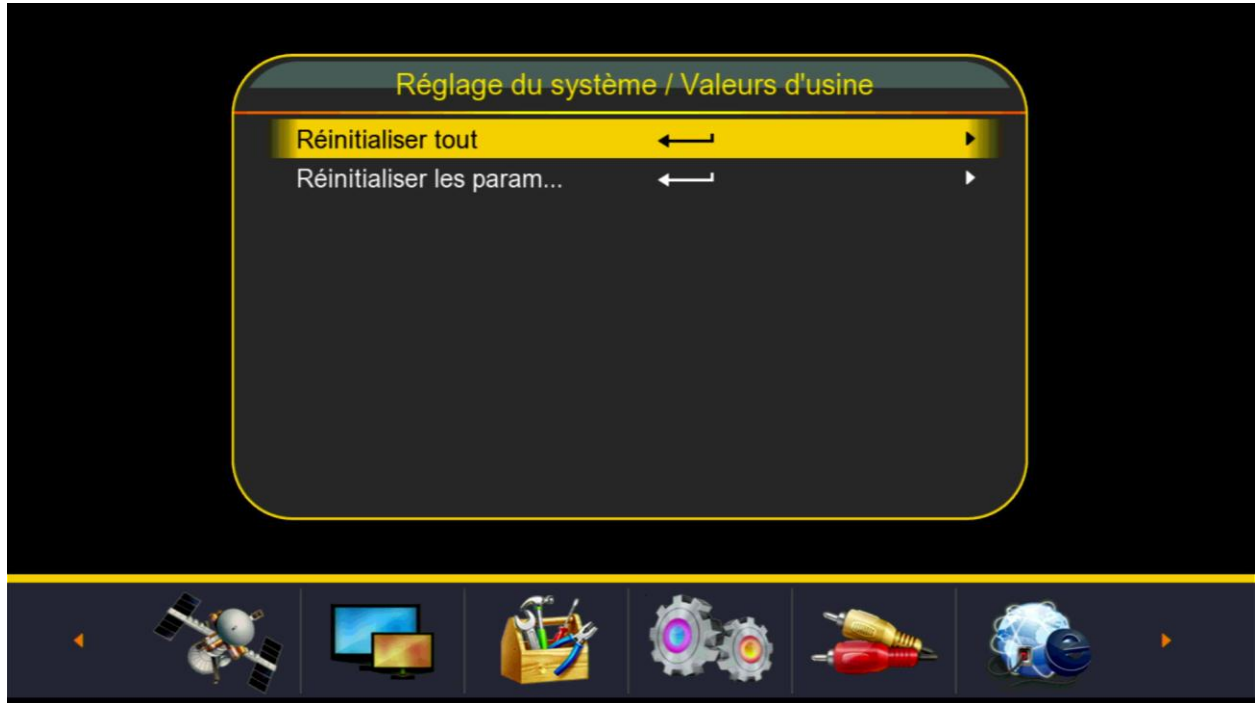 Réglage du système / Valeurs d'usine
Réinitialiser tout
Réinitialiser les param...